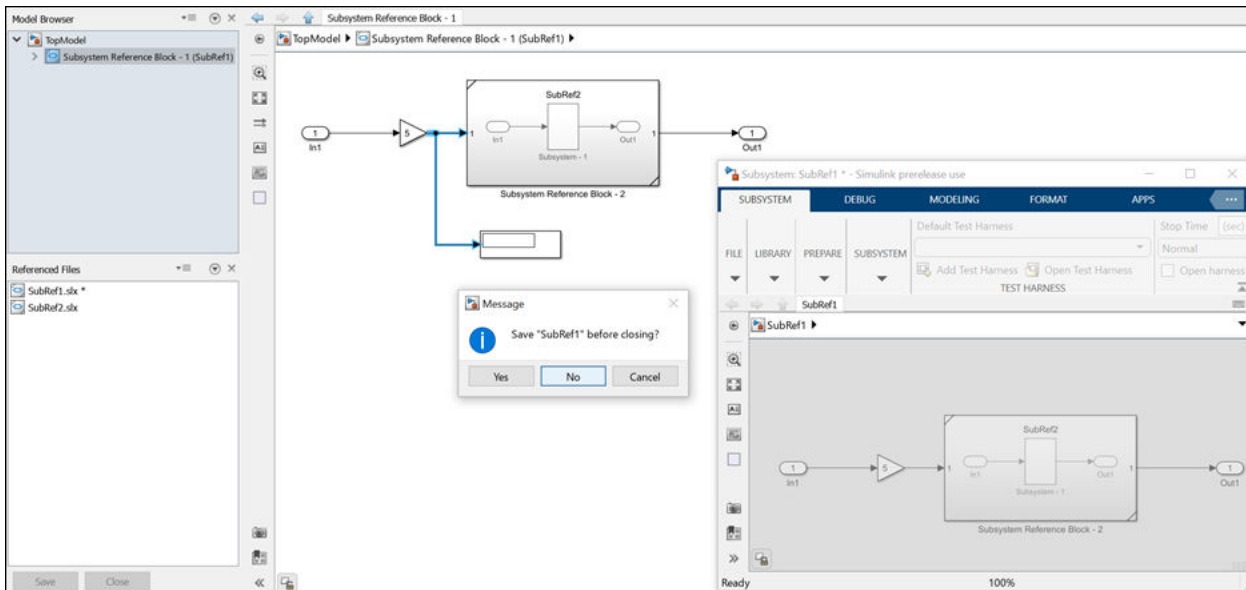 Model Browser
TopModel
Subsystem Reference Block - 1 (SubRef1)
Referenced Files
SubRef1.slx *
SubRef2.slx
Save Close
Subsystem Reference Block - 1
TopModel Subsystem Reference Block - 1 (SubRef1)
1
In1
5
SubRef2
1
In1
Out1
1
Subsystem - 1
Subsystem Reference Block - 2
1
Out1
Message
Save "SubRef1" before closing?
Yes No Cancel
Subsystem: SubRef1 * - Simulink prerelease use
SUBSYSTEM DEBUG MODELING FORMAT APPS
FILE LIBRARY PREPARE SUBSYSTEM
Default Test Harness
Add Test Harness Open Test Harness
TEST HARNESS
Stop Time (sec)
Normal
Open harness
SubRef1
SubRef1
1
In1
5
SubRef2
1
In1
Out1
1
Subsystem - 1
Subsystem Reference Block - 2
1
Out1
Ready 100%